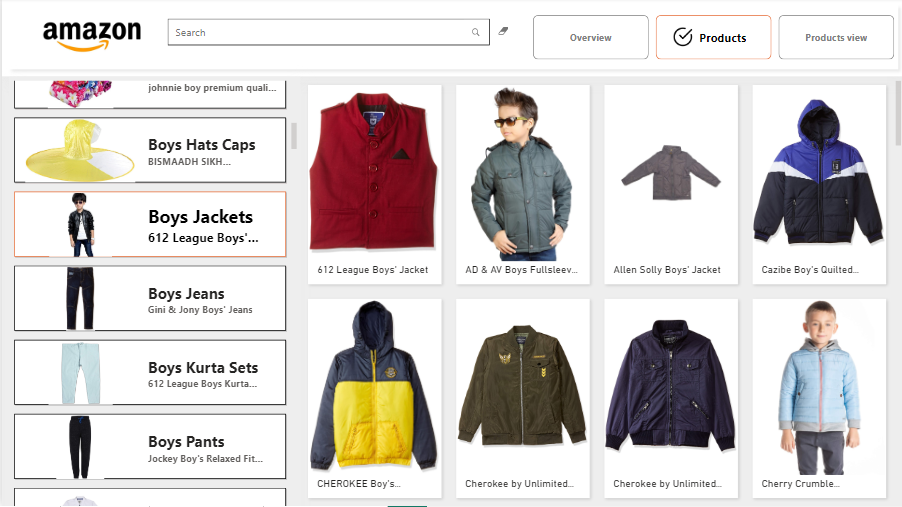 amazon
Search
Overview
Products
Products view
johnnie boy premium quali...
Boys Hats Caps
BISMAADH SIKH...
Boys Jackets
612 League Boys'...
Boys Jeans
Gini & Jony Boys' Jeans
Boys Kurta Sets
612 League Boys Kurta...
Boys Pants
Jockey Boy's Relaxed Fit...
612 League Boys' Jacket
AD & AV Boys Fullsleev...
Allen Solly Boys' Jacket
Cazibe Boy's Quilted...
CHEROKEE Boy's...
Cherokee by Unlimited...
Cherokee by Unlimited...
Cherry Crumble...